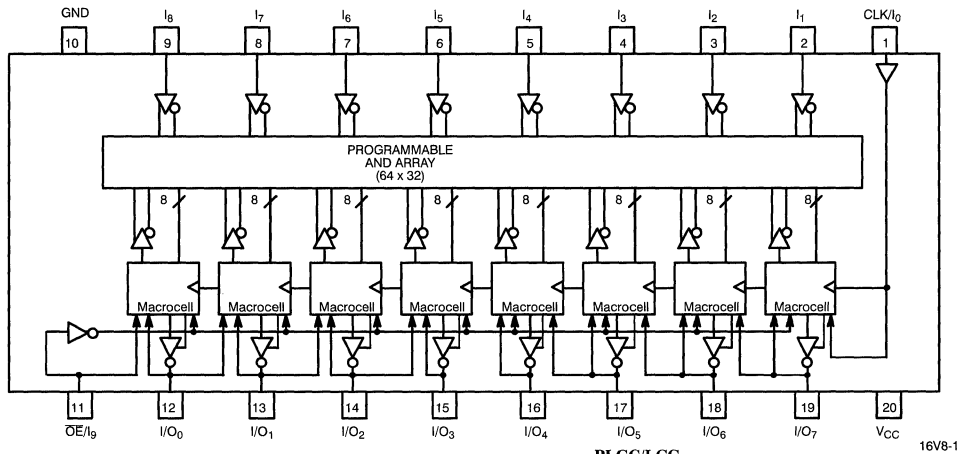 GND I₈ I₇ I₆ I₅ I₄ I₃ I₂ I₁ CLK/I₀
10 9 8 7 6 5 4 3 2 1
PROGRAMMABLE
AND ARRAY
(64 x 32)
8 8 8 8 8 8 8 8
Macrocell Macrocell Macrocell Macrocell Macrocell Macrocell Macrocell Macrocell
11 12 13 14 15 16 17 18 19 20
OE/I₉ I/O₀ I/O₁ I/O₂ I/O₃ I/O₄ I/O₅ I/O₆ I/O₇ VCC
16V8-1